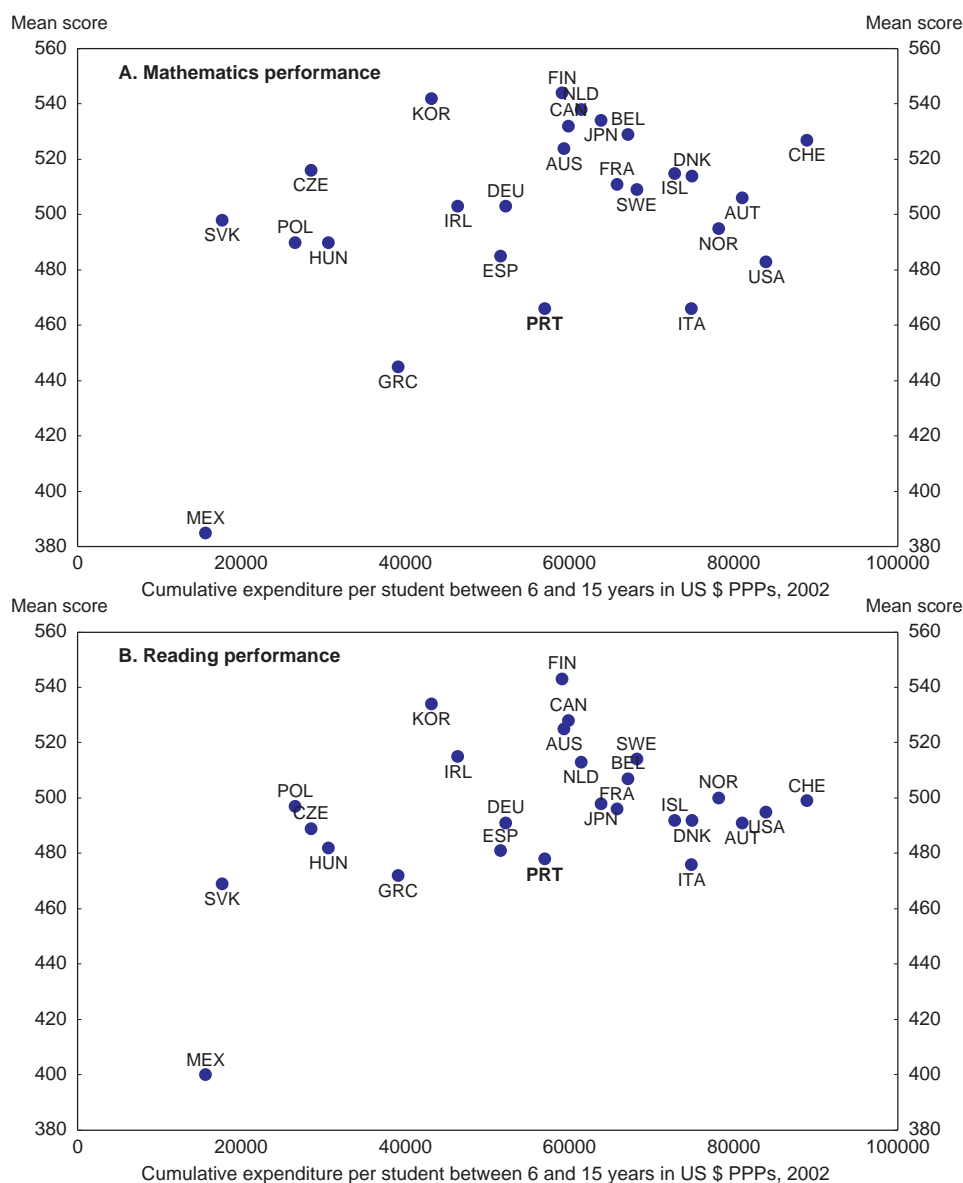 Mean score Mean score
560 560
A. Mathematics performance
FIN
540 NLD 540
KOR CAN BEL
JPN CHE
520 AUS FRA DNK 520
CZE ISL
DEU SWE
500 IRL AUT 500
SVK POL NOR
HUN
480 ESP USA 480
460 PRT ITA 460
440 GRC 440
420 420
400 MEX 400
380 380
0 20000 40000 60000 80000 100000
Cumulative expenditure per student between 6 and 15 years in US $ PPPs, 2002
Mean score Mean score
560 560
B. Reading performance
FIN
540 540
KOR CAN
520 AUS SWE 520
IRL NLD BEL
500 POL FRA NOR CHE 500
CZE DEU JPN ISL
ESP DNK AUT USA
480 HUN 480
GRC PRT ITA
460 SVK 460
440 440
420 420
MEX
400 400
380 380
0 20000 40000 60000 80000 100000
Cumulative expenditure per student between 6 and 15 years in US $ PPPs, 2002